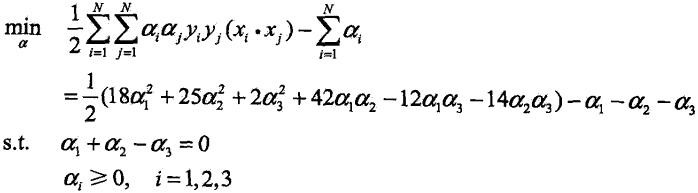 min_α 1/2 ∑_{i=1}^{N} ∑_{j=1}^{N} α_i α_j y_i y_j (x_i • x_j) − ∑_{i=1}^{N} α_i
= 1/2 (18α_1^2 + 25α_2^2 + 2α_3^2 + 42α_1α_2 − 12α_1α_3 − 14α_2α_3) − α_1 − α_2 − α_3
s.t. α_1 + α_2 − α_3 = 0
α_i ⩾ 0, i = 1,2,3